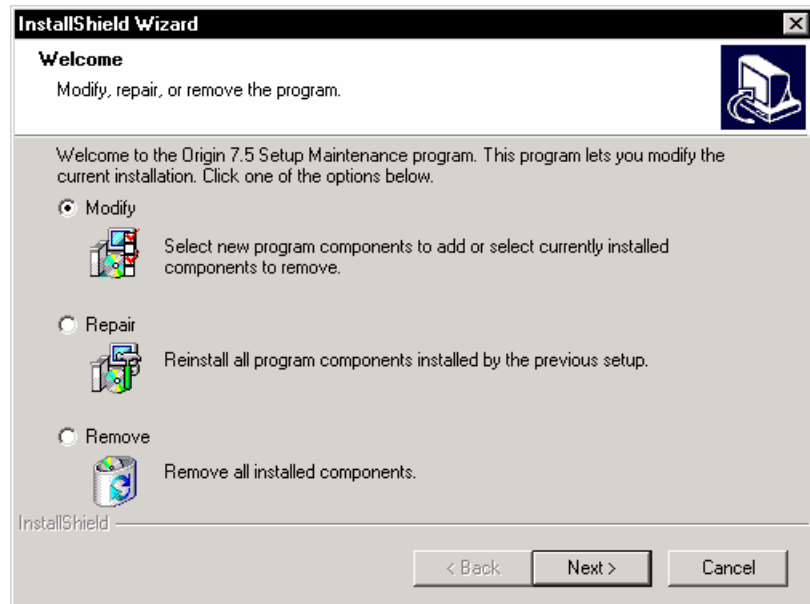 InstallShield Wizard
Welcome
Modify, repair, or remove the program.
Welcome to the Origin 7.5 Setup Maintenance program. This program lets you modify the
current installation. Click one of the options below.
Modify
Select new program components to add or select currently installed
components to remove.
Repair
Reinstall all program components installed by the previous setup.
Remove
Remove all installed components.
InstallShield
< Back
Next >
Cancel